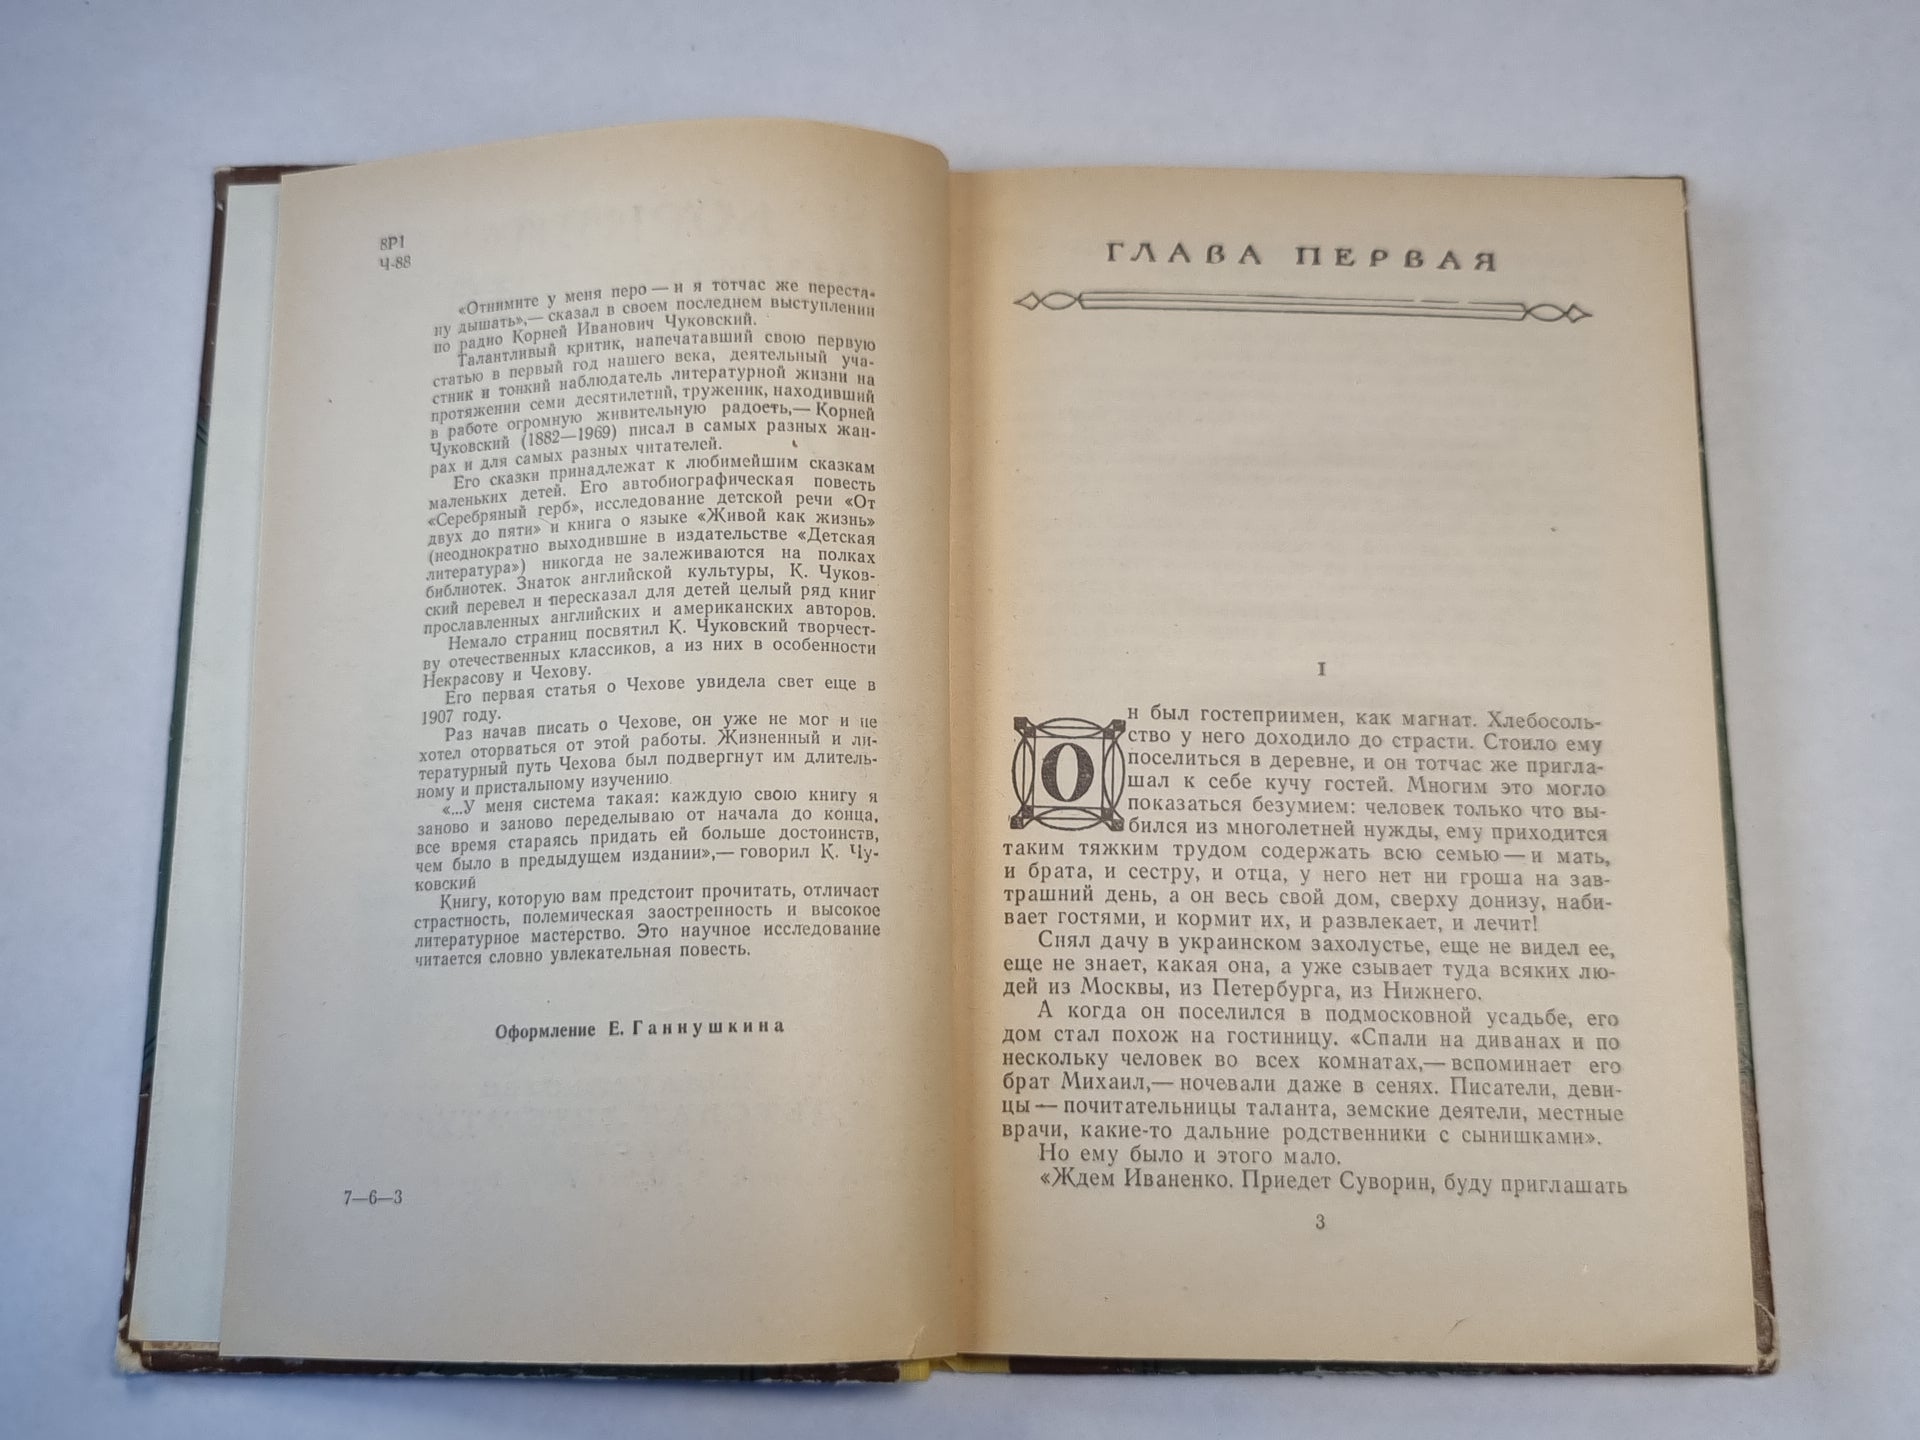 8Р1
Ч-88
«Отнимите у меня перо — и я тотчас же переста-
ну дышать»,— сказал в своем последнем выступлении
по радио Корней Иванович Чуковский.
Талантливый критик, напечатавший свою первую
статью в первый год нашего века, деятельный уча-
стник и тонкий наблюдатель литературной жизни на
протяжении семи десятилетий, труженик, находивший
в работе огромную живительную радость,— Корней
Чуковский (1882—1969) писал в самых разных жан-
рах и для самых разных читателей.
Его сказки принадлежат к любимейшим сказкам
маленьких детей. Его автобиографическая повесть
«Серебряный герб», исследование детской речи «От
двух до пяти» и книга о языке «Живой как жизнь»
(неоднократно выходившие в издательстве «Детская
литература») никогда не залеживаются на полках
библиотек. Знаток английской культуры, К. Чуков-
ский перевел и пересказал для детей целый ряд книг
прославленных английских и американских авторов.
Немало страниц посвятил К. Чуковский творчест-
ву отечественных классиков, а из них в особенности
Некрасову и Чехову.
Его первая статья о Чехове увидела свет еще в
1907 году.
Раз начав писать о Чехове, он уже не мог и не
хотел оторваться от этой работы. Жизненный и ли-
тературный путь Чехова был подвергнут им длитель-
ному и пристальному изучению
«...У меня система такая: каждую свою книгу я
заново и заново переделываю от начала до конца,
все время стараясь придать ей больше достоинств,
чем было в предыдущем издании»,— говорил К. Чу-
ковский
Книгу, которую вам предстоит прочитать, отличает
страстность, полемическая заостренность и высокое
литературное мастерство. Это научное исследование
читается словно увлекательная повесть.
Оформление Е. Ганнушкина
7—6—3
ГЛАВА ПЕРВАЯ
I
Он был гостеприимен, как магнат. Хлебосоль-
ство у него доходило до страсти. Стоило ему
поселиться в деревне, и он тотчас же пригла-
шал к себе кучу гостей. Многим это могло
показаться безумием: человек только что вы-
бился из многолетней нужды, ему приходится
таким тяжким трудом содержать всю семью — и мать,
и брата, и сестру, и отца, у него нет ни гроша на зав-
трашний день, а он весь свой дом, сверху донизу, наби-
вает гостями, и кормит их, и развлекает, и лечит!
Снял дачу в украинском захолустье, еще не видел ее,
еще не знает, какая она, а уже сзывает туда всяких лю-
дей из Москвы, из Петербурга, из Нижнего.
А когда он поселился в подмосковной усадьбе, его
дом стал похож на гостиницу. «Спали на диванах и по
нескольку человек во всех комнатах,— вспоминает его
брат Михаил,— ночевали даже в сенях. Писатели, деви-
цы — почитательницы таланта, земские деятели, местные
врачи, какие-то дальние родственники с сынишками».
Но ему было и этого мало.
«Ждем Иваненко. Приедет Суворин, буду приглашать
3